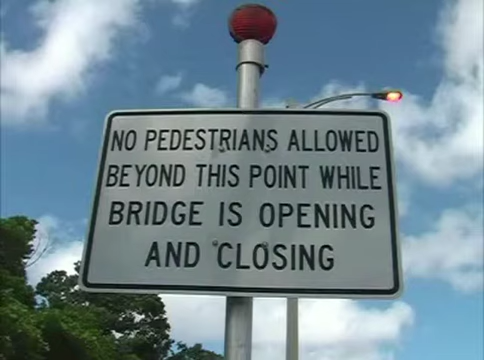 NO PEDESTRIANS ALLOWED
BEYOND THIS POINT WHILE
BRIDGE IS OPENING
AND CLOSING